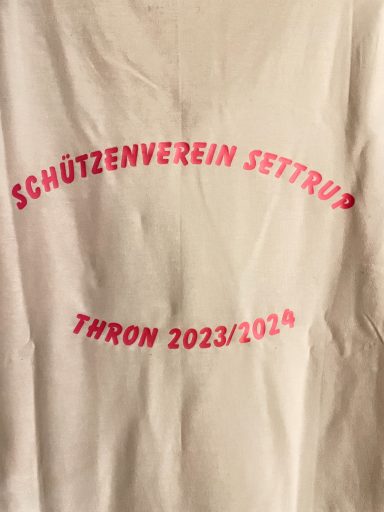 SCHÜTZENVEREIN SETTRUP
THRON 2023/2024